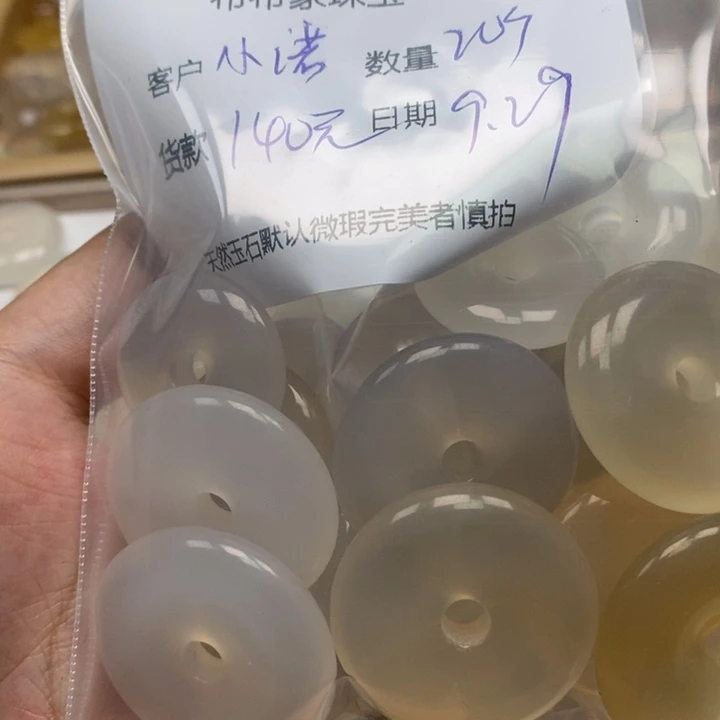 客户 小诺 数量 20个
货款 140元 日期 9.29
天然玉石默认微瑕完美者慎拍